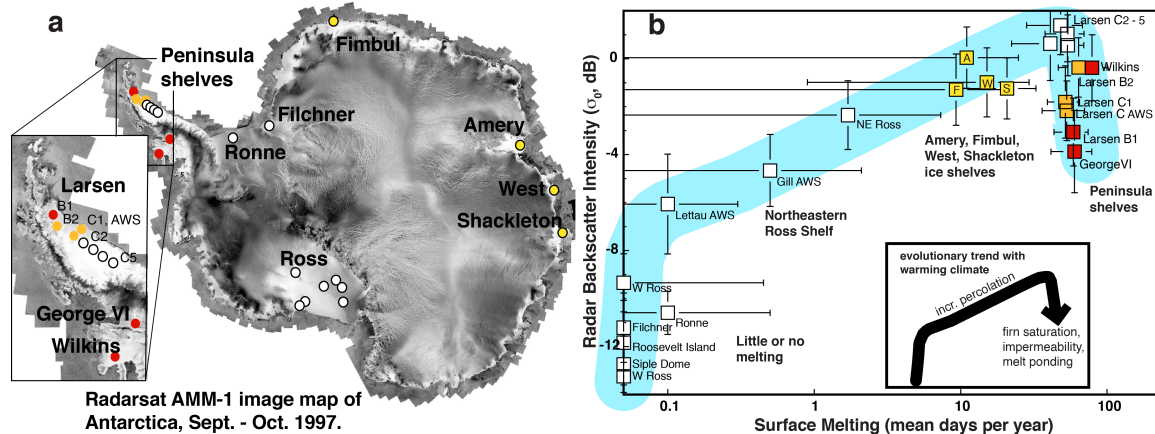 a
Peninsula
shelves
Fimbul
Filchner
Ronne
Amery
West
Shackleton
Ross
Larsen
B1
B2
C1, AWS
C2
C5
George VI
Wilkins
Radarsat AMM-1 image map of
Antarctica, Sept. - Oct. 1997.
b
Radar Backscatter Intensity (σ0, dB)
0
-4
-8
-12
Larsen C2 - 5
A
F
W
S
Wilkins
Larsen B2
Larsen C1
Larsen C AWS
Larsen B1
GeorgeVI
Peninsula
shelves
NE Ross
Amery, Fimbul,
West, Shackleton
ice shelves
Gill AWS
Northeastern
Ross Shelf
Lettau AWS
W Ross
Ronne
Filchner
Roosevelt Island
Siple Dome
W Ross
Little or no
melting
evolutionary trend with
warming climate
incr. percolation
firn saturation,
impermeability,
melt ponding
0.1
1
10
100
Surface Melting (mean days per year)